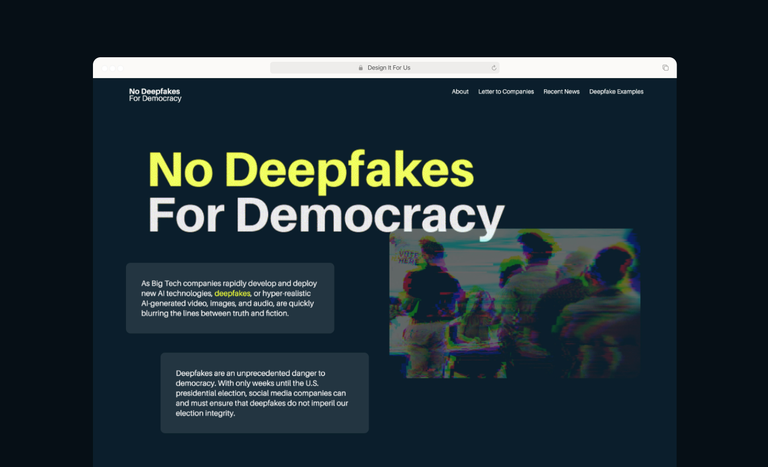 Design It For Us
No Deepfakes
For Democracy
About Letter to Companies Recent News Deepfake Examples
No Deepfakes
For Democracy
VOTE
HERE
As Big Tech companies rapidly develop and deploy
new AI technologies, deepfakes, or hyper-realistic
AI-generated video, images, and audio, are quickly
blurring the lines between truth and fiction.
Deepfakes are an unprecedented danger to
democracy. With only weeks until the U.S.
presidential election, social media companies can
and must ensure that deepfakes do not imperil our
election integrity.